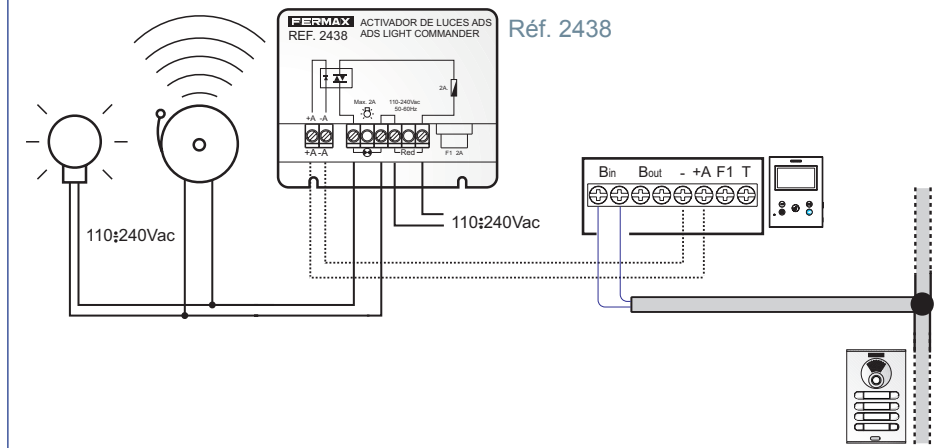 FERMAX ACTIVADOR DE LUCES ADS
REF. 2438 ADS LIGHT COMMANDER
Réf. 2438
2A.
Max. 2A 110-240Vac
50-60Hz
+A -A
+A -A Red F1 2A
110:240Vac
110:240Vac
Bin Bout - +A F1 T